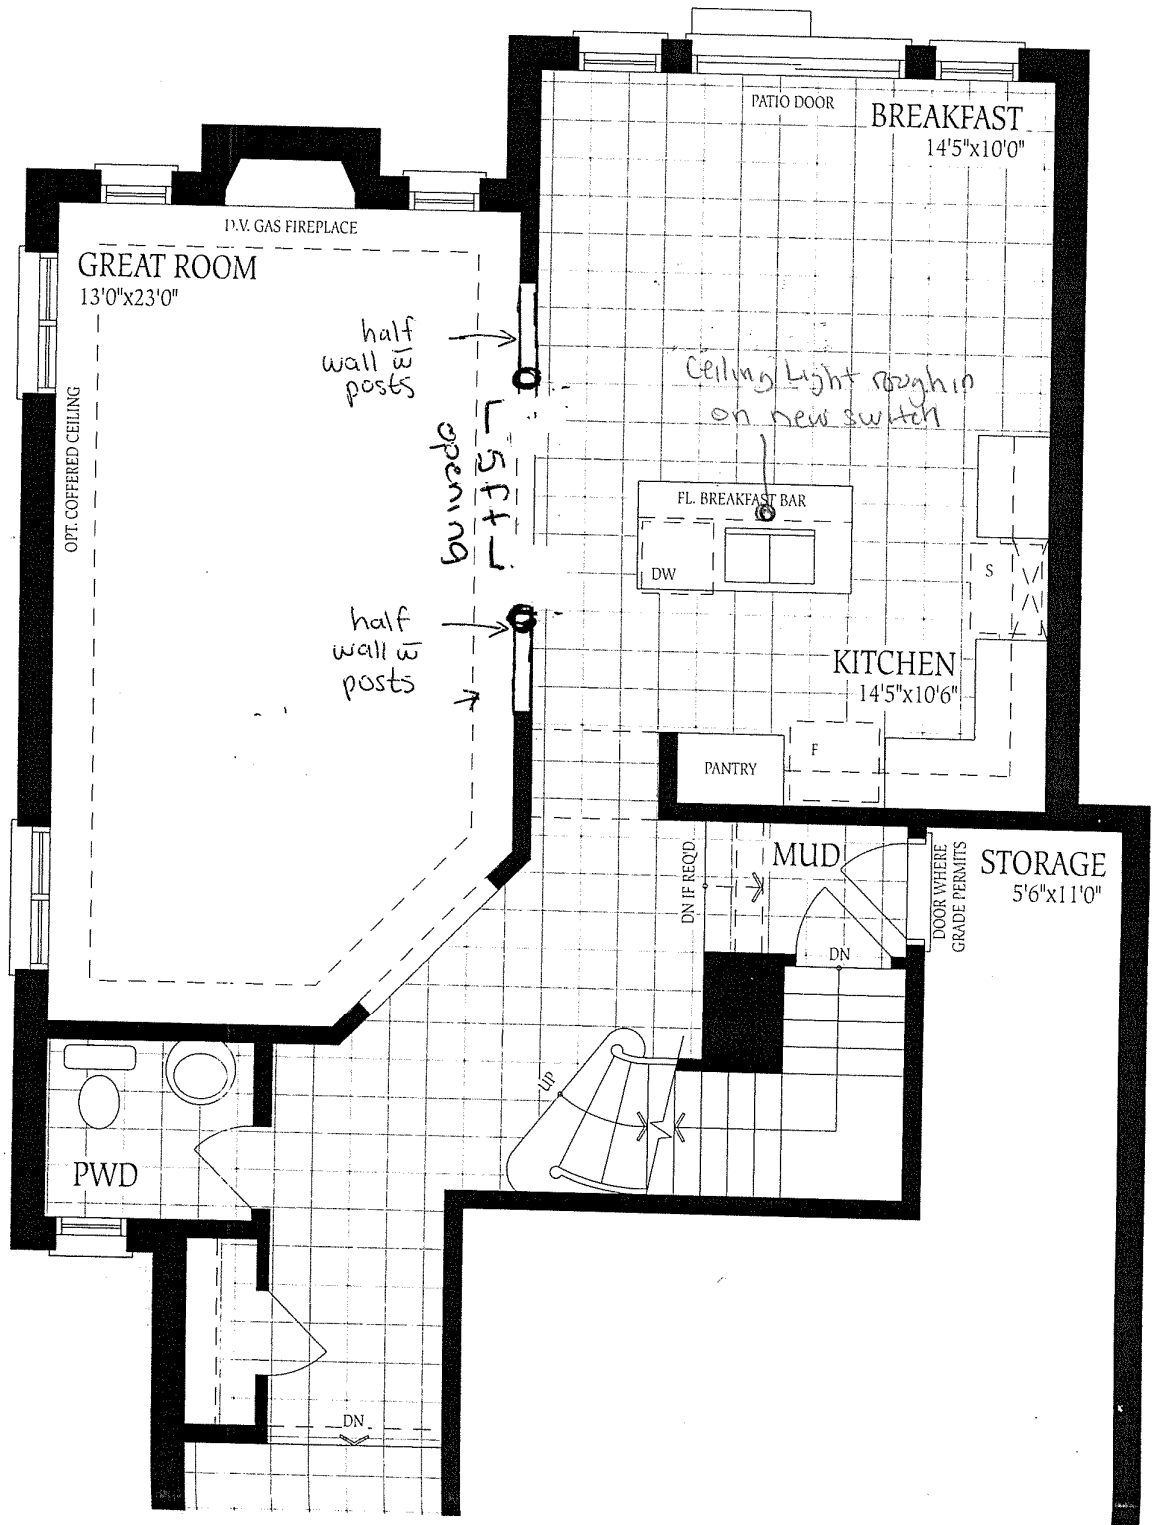 PATIO DOOR
BREAKFAST
14'5"x10'0"
D.V. GAS FIREPLACE
GREAT ROOM
13'0"x23'0"
half
wall w̅
posts
Ceiling Light rough in
on new switch
OPT. COFFERED CEILING
5ft
opening
FL. BREAKFAST BAR
DW
S
half
wall w̅
posts
KITCHEN
14'5"x10'6"
PANTRY
F
DN IF REQ'D.
MUD
DOOR WHERE
GRADE PERMITS
STORAGE
5'6"x11'0"
DN
UP
PWD
DN